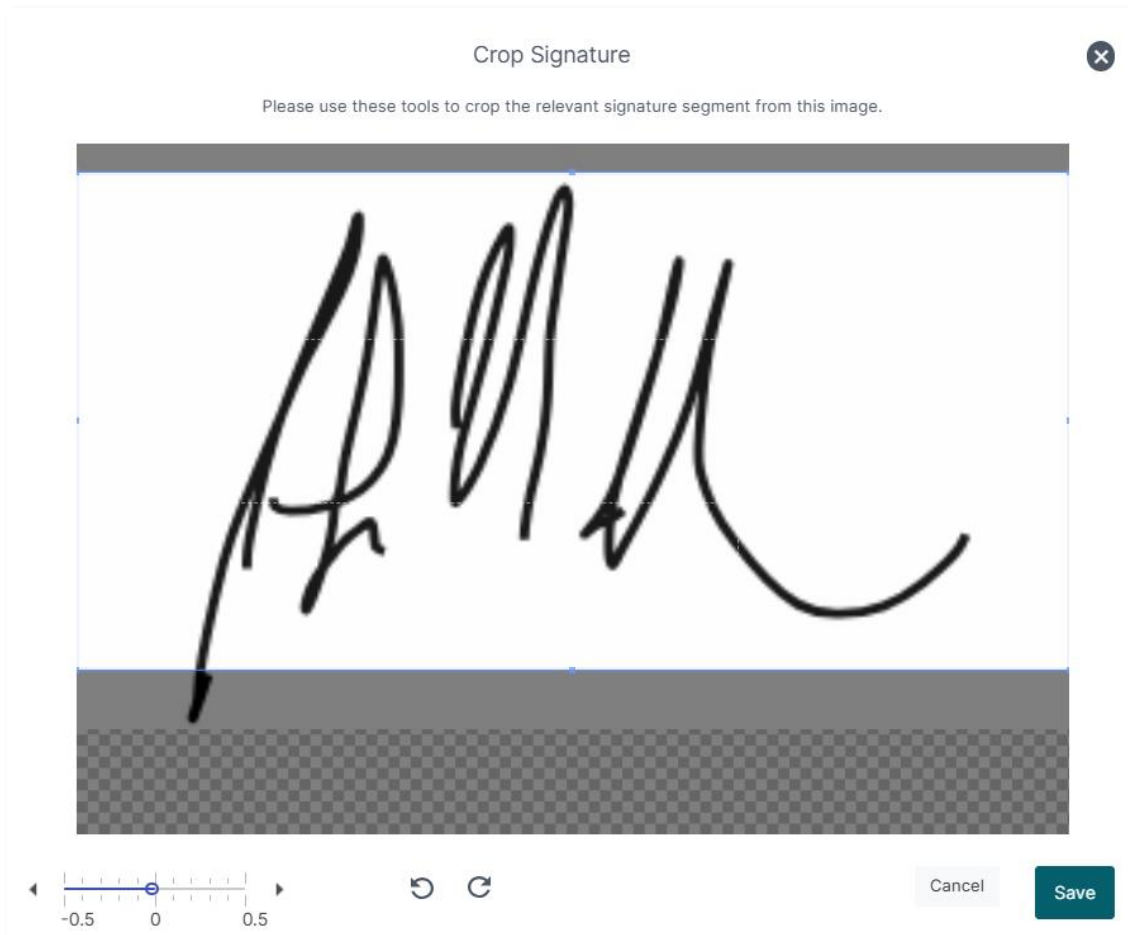 Crop Signature
Please use these tools to crop the relevant signature segment from this image.
-0.5 0 0.5
Cancel
Save